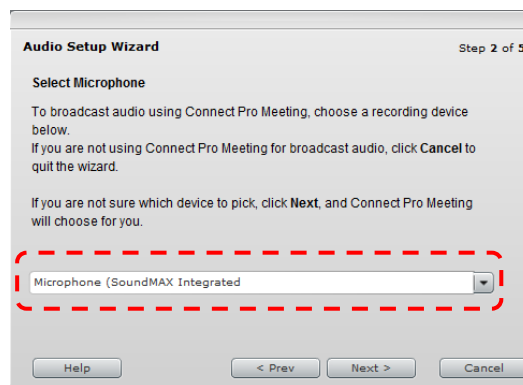 Audio Setup Wizard
Step 2 of 5
Select Microphone
To broadcast audio using Connect Pro Meeting, choose a recording device
below.
If you are not using Connect Pro Meeting for broadcast audio, click Cancel to
quit the wizard.
If you are not sure which device to pick, click Next, and Connect Pro Meeting
will choose for you.
Microphone (SoundMAX Integrated
Help
< Prev
Next >
Cancel